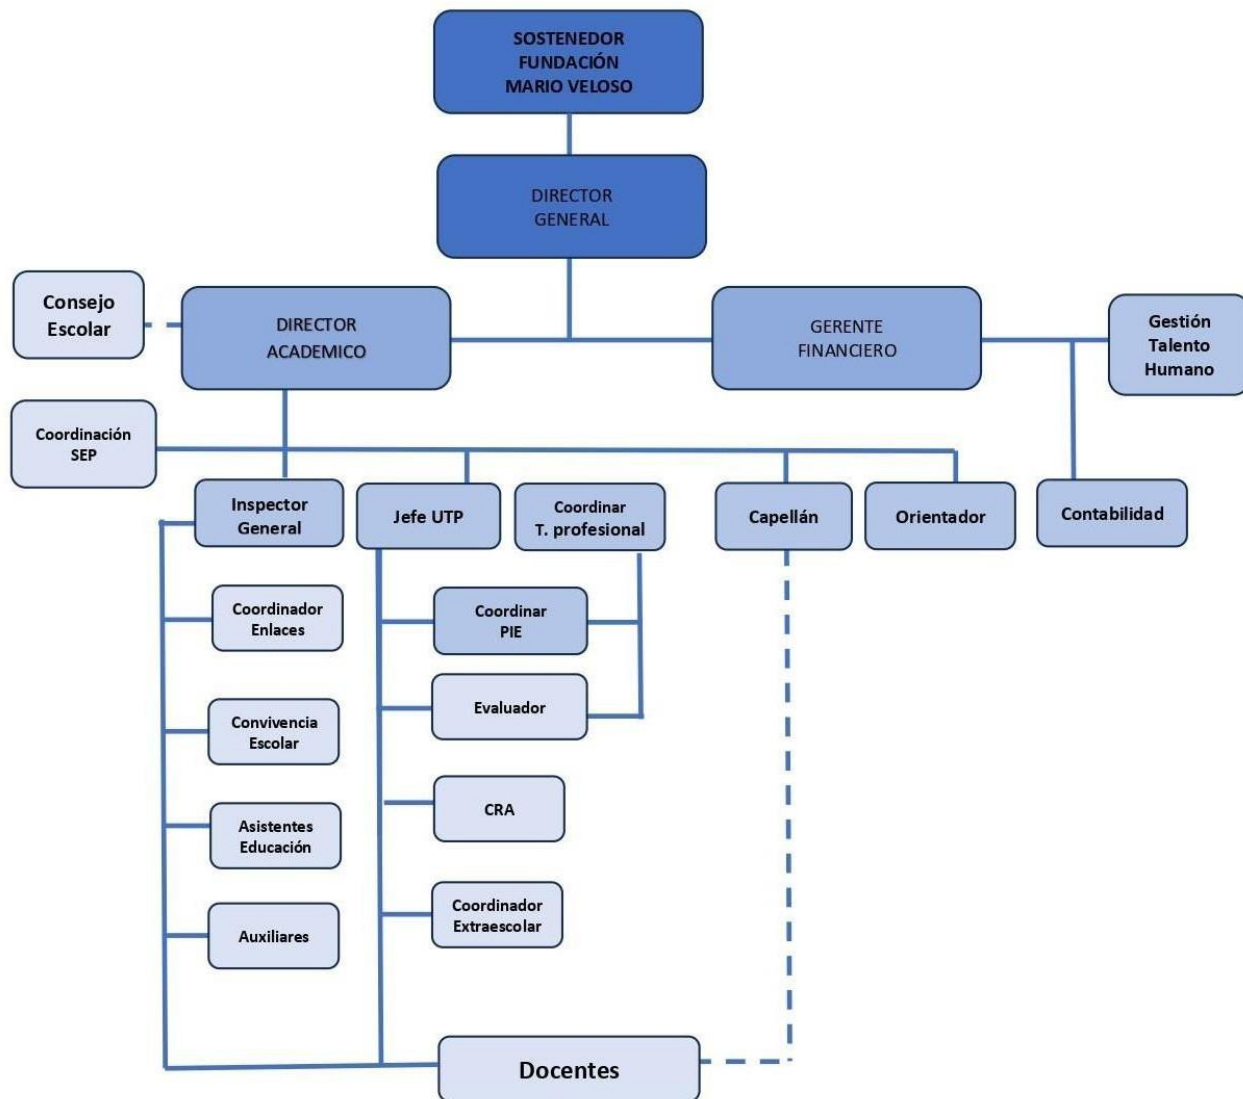 SOSTENEDOR
FUNDACIÓN
MARIO VELOSO
DIRECTOR
GENERAL
Consejo
Escolar
DIRECTOR
ACADEMICO
GERENTE
FINANCIERO
Gestión
Talento
Humano
Coordinación
SEP
Inspector
General
Jefe UTP
Coordinar
T. profesional
Capellán
Orientador
Contabilidad
Coordinador
Enlaces
Coordinar
PIE
Convivencia
Escolar
Evaluador
Asistentes
Educación
CRA
Auxiliares
Coordinador
Extraescolar
Docentes